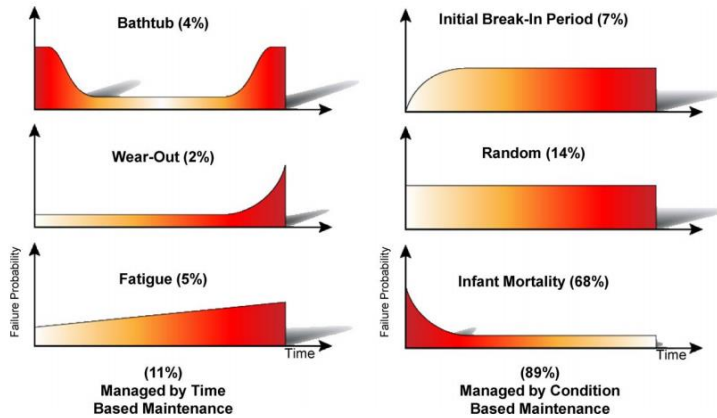 Bathtub (4%)
Wear-Out (2%)
Fatigue (5%)
Failure Probability
Time
(11%)
Managed by Time
Based Maintenance
Initial Break-In Period (7%)
Random (14%)
Infant Mortality (68%)
Failure Probability
Time
(89%)
Managed by Condition
Based Maintenance